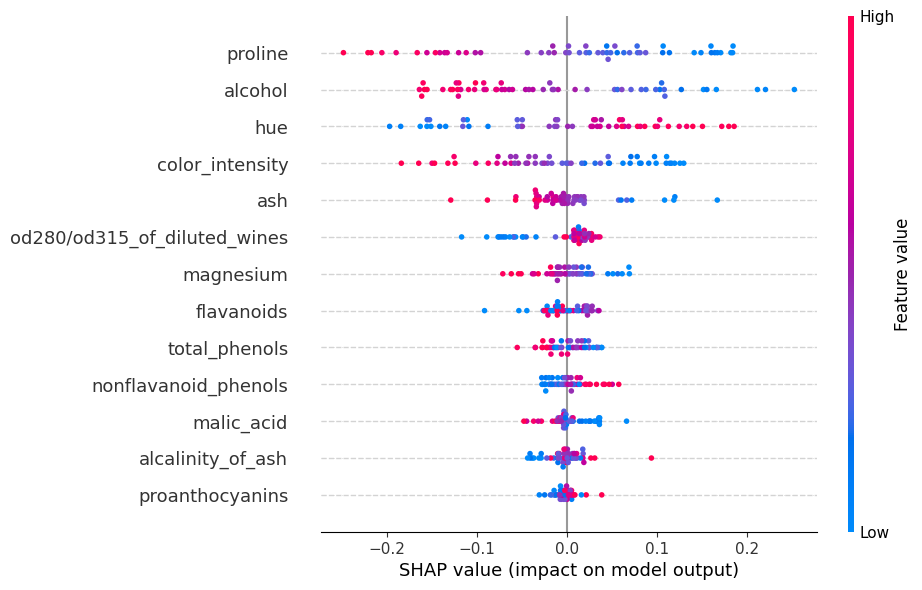 High
proline
alcohol
hue
color_intensity
ash
od280/od315_of_diluted_wines
magnesium
flavanoids
total_phenols
nonflavanoid_phenols
malic_acid
alcalinity_of_ash
proanthocyanins
Feature value
Low
−0.2 −0.1 0.0 0.1 0.2
SHAP value (impact on model output)